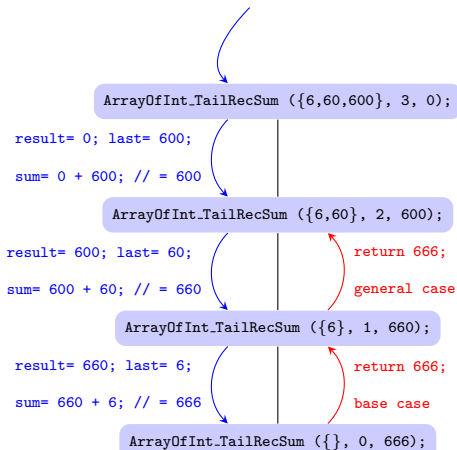 ArrayOfInt_TailRecSum ({6,60,600}, 3, 0);
result= 0; last= 600;
sum= 0 + 600; // = 600
ArrayOfInt_TailRecSum ({6,60}, 2, 600);
result= 600; last= 60;
return 666;
sum= 600 + 60; // = 660
general case
ArrayOfInt_TailRecSum ({6}, 1, 660);
result= 660; last= 6;
return 666;
sum= 660 + 6; // = 666
base case
ArrayOfInt_TailRecSum ({}, 0, 666);